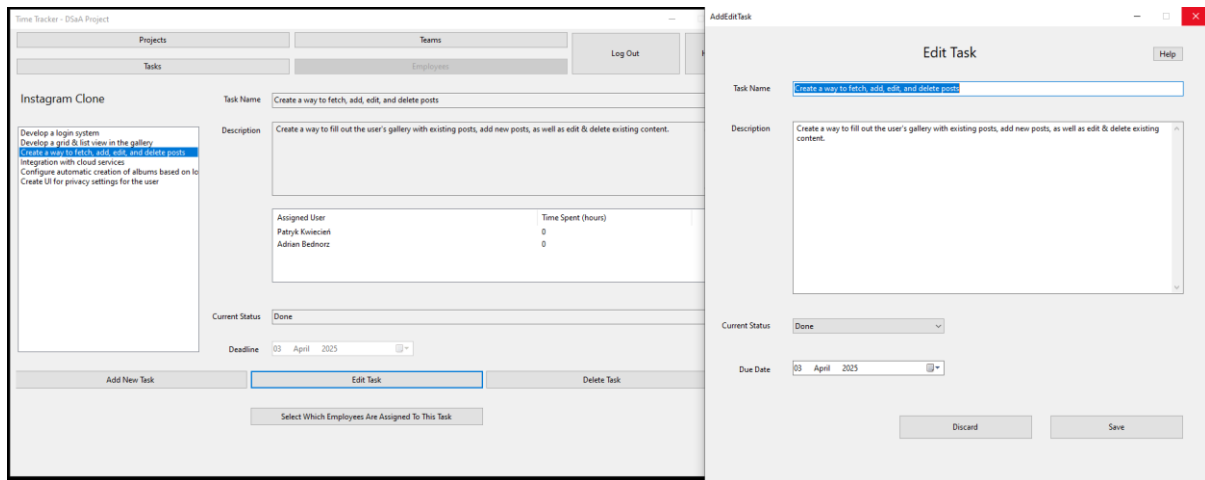 Time Tracker - DSaA Project
Projects
Teams
Log Out
H
Tasks
Employees
Instagram Clone
Develop a login system
Develop a grid & list view in the gallery
Create a way to fetch, add, edit, and delete posts
Integration with cloud services
Configure automatic creation of albums based on lo
Create UI for privacy settings for the user
Task Name
Create a way to fetch, add, edit, and delete posts
Description
Create a way to fill out the user's gallery with existing posts, add new posts, as well as edit & delete existing content.
Assigned User Time Spent (hours)
Patryk Kwiecień 0
Adrian Bednorz 0
Current Status
Done
Deadline
03 April 2025
Add New Task
Edit Task
Delete Task
Select Which Employees Are Assigned To This Task
AddEditTask
Edit Task
Help
Task Name
Create a way to fetch, add, edit, and delete posts
Description
Create a way to fill out the user's gallery with existing posts, add new posts, as well as edit & delete existing
content.
Current Status
Done
Due Date
03 April 2025
Discard
Save